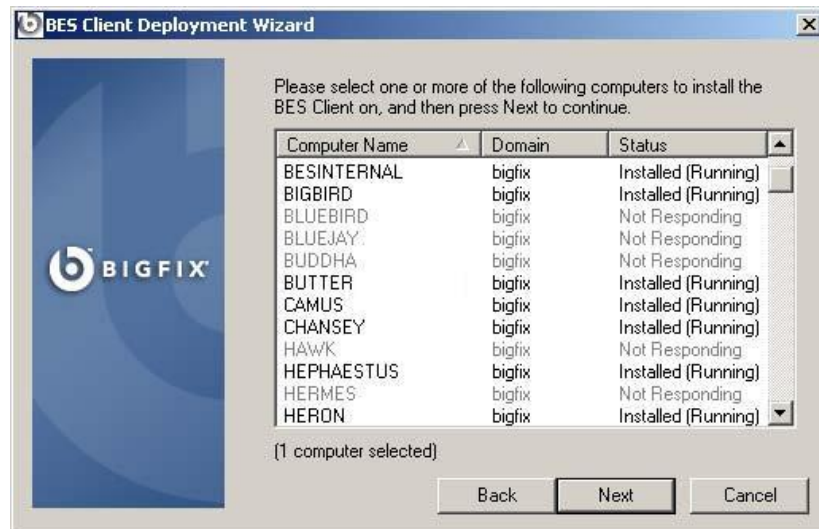 BES Client Deployment Wizard
Please select one or more of the following computers to install the
BES Client on, and then press Next to continue.
Computer Name Domain Status
BESINTERNAL bigfix Installed (Running)
BIGBIRD bigfix Installed (Running)
BLUEBIRD bigfix Not Responding
BLUEJAY bigfix Not Responding
BUDDHA bigfix Not Responding
BUTTER bigfix Installed (Running)
CAMUS bigfix Installed (Running)
CHANSEY bigfix Installed (Running)
HAWK bigfix Not Responding
HEPHAESTUS bigfix Installed (Running)
HERMES bigfix Not Responding
HERON bigfix Installed (Running)
BIGFIX
(1 computer selected)
Back Next Cancel